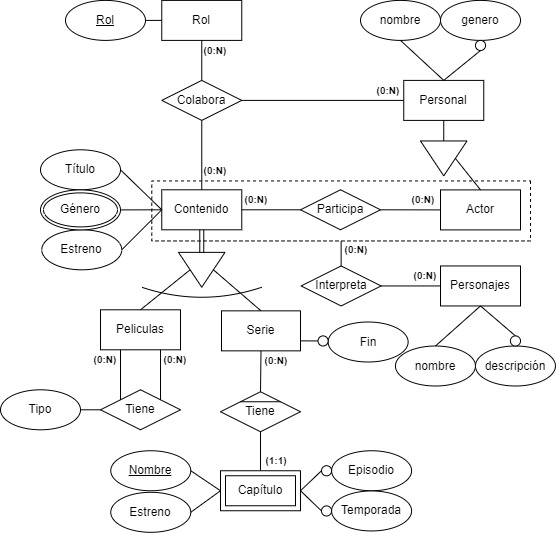 Rol
Rol
nombre
genero
(0:N)
(0:N)
Colabora
Personal
(0:N)
Título
Género
Estreno
Contenido
(0:N)
Participa
(0:N)
Actor
(0:N)
Interpreta
(0:N)
Personajes
Peliculas
Serie
Fin
nombre
descripción
(0:N)
(0:N)
(0:N)
Tipo
Tiene
Tiene
(1:1)
Nombre
Estreno
Capítulo
Episodio
Temporada